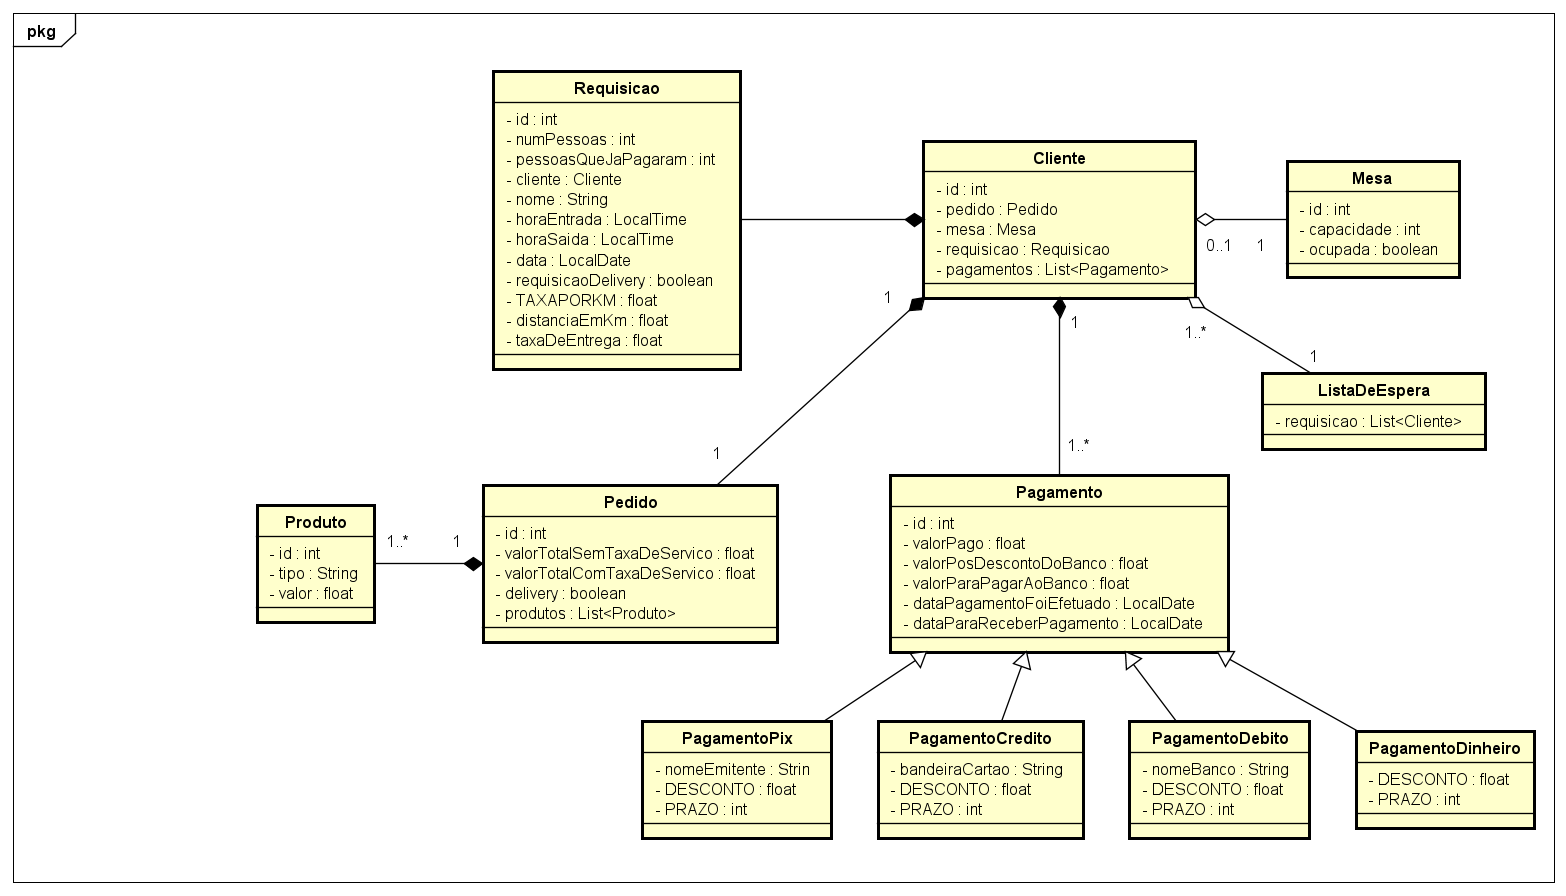 pkg
Requisicao
- id : int
- numPessoas : int
- pessoasQueJaPagaram : int
- cliente : Cliente
- nome : String
- horaEntrada : LocalTime
- horaSaida : LocalTime
- data : LocalDate
- requisicaoDelivery : boolean
- TAXAPORKM : float
- distanciaEmKm : float
- taxaDeEntrega : float
Cliente
- id : int
- pedido : Pedido
- mesa : Mesa
- requisicao : Requisicao
- pagamentos : List<Pagamento>
Mesa
- id : int
- capacidade : int
- ocupada : boolean
0..1
1
1
1
1..*
1
ListaDeEspera
- requisicao : List<Cliente>
1
1..*
Produto
- id : int
- tipo : String
- valor : float
1..*
1
Pedido
- id : int
- valorTotalSemTaxaDeServico : float
- valorTotalComTaxaDeServico : float
- delivery : boolean
- produtos : List<Produto>
Pagamento
- id : int
- valorPago : float
- valorPosDescontoDoBanco : float
- valorParaPagarAoBanco : float
- dataPagamentoFoiEfetuado : LocalDate
- dataParaReceberPagamento : LocalDate
PagamentoPix
- nomeEmitente : Strin
- DESCONTO : float
- PRAZO : int
PagamentoCredito
- bandeiraCartao : String
- DESCONTO : float
- PRAZO : int
PagamentoDebito
- nomeBanco : String
- DESCONTO : float
- PRAZO : int
PagamentoDinheiro
- DESCONTO : float
- PRAZO : int